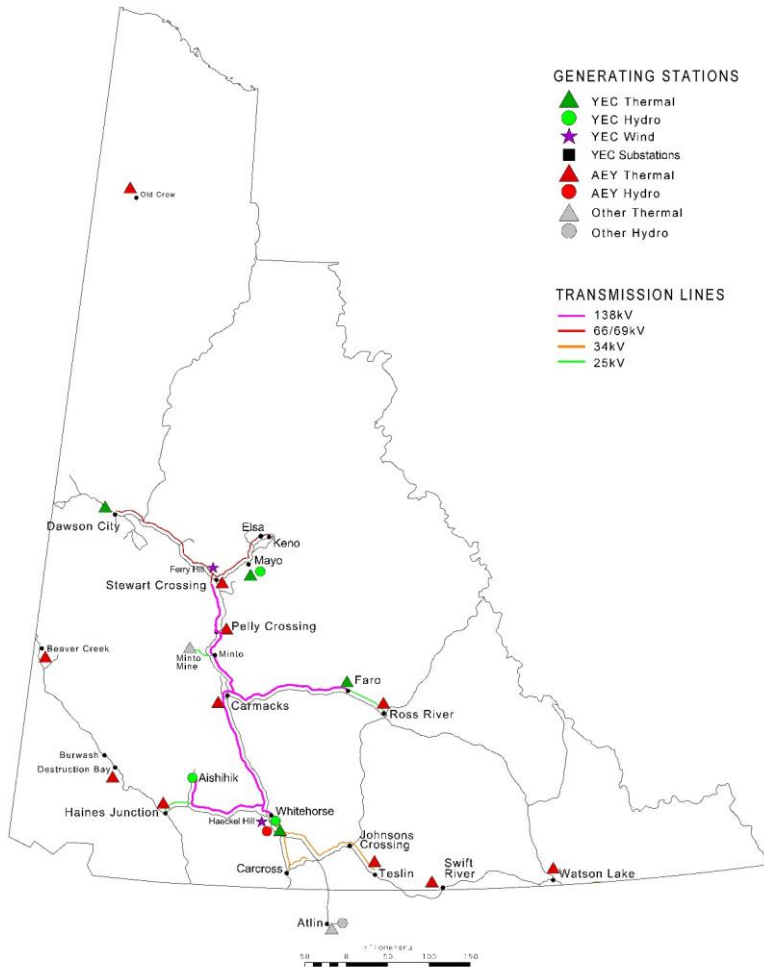 GENERATING STATIONS
YEC Thermal
YEC Hydro
YEC Wind
YEC Substations
AEY Thermal
AEY Hydro
Other Thermal
Other Hydro
TRANSMISSION LINES
138kV
66/69kV
34kV
25kV
Old Crow
Dawson City
Elsa
Keno
Ferry Hill
Mayo
Stewart Crossing
Pelly Crossing
Beaver Creek
Minto
Mine
Minto
Faro
Carmacks
Ross River
Burwash
Destruction Bay
Aishihik
Haines Junction
Whitehorse
Haeckel Hill
Johnsons
Crossing
Carcross
Teslin
Swift
River
Watson Lake
Atlin
50 0 50 100 150